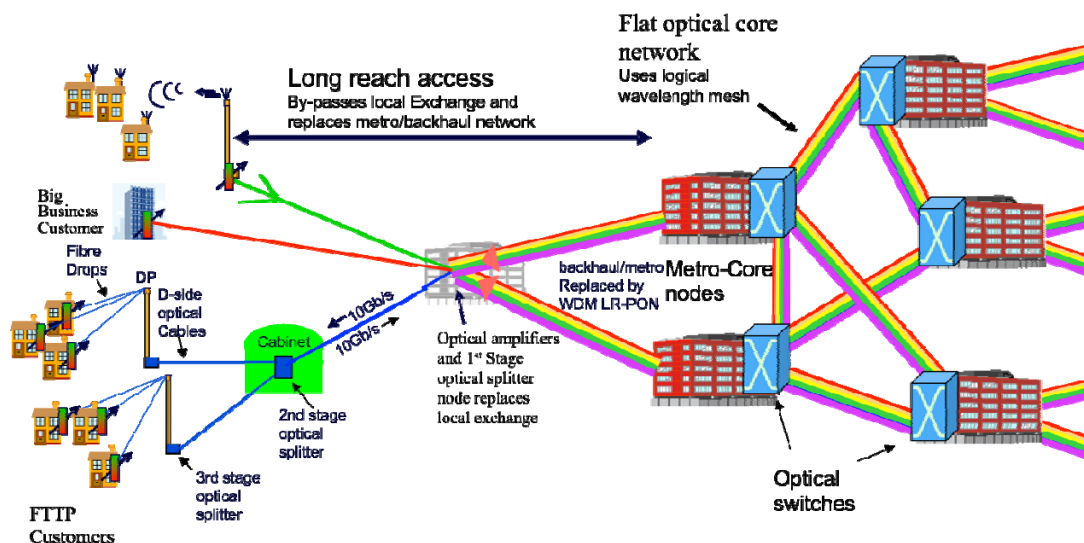 Flat optical core
network
Uses logical
wavelength mesh
Long reach access
By-passes local Exchange and
replaces metro/backhaul network
Big
Business
Customer
Fibre
Drops
DP
D-side
optical
Cables
10Gb/s
10Gb/s
Cabinet
backhaul/metro
Replaced by
WDM LR-PON
Metro-Core
nodes
Optical amplifiers
and 1st Stage
optical splitter
node replaces
local exchange
2nd stage
optical
splitter
3rd stage
optical
splitter
Optical
switches
FTTP
Customers